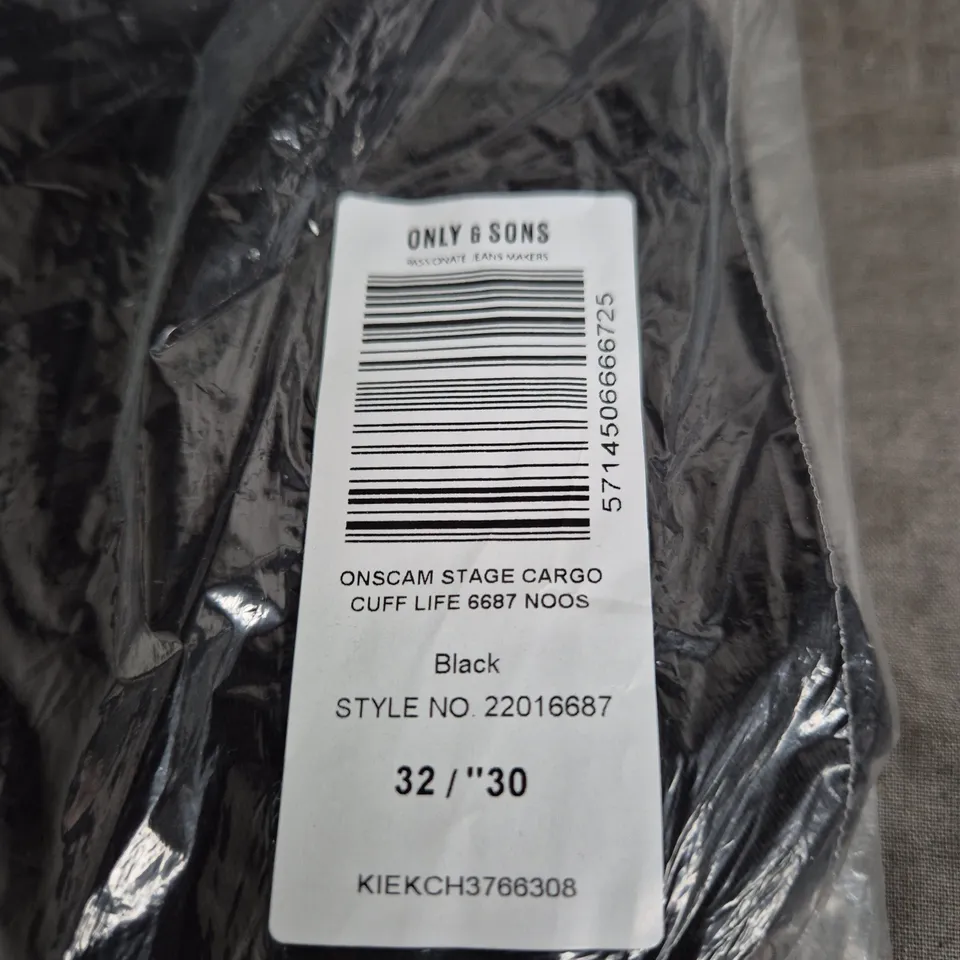 ONLY & SONS
PASSIONATE JEANS MAKERS
5714506666725
ONSCAM STAGE CARGO
CUFF LIFE 6687 NOOS
Black
STYLE NO. 22016687
32 / "30
KIEKCH3766308